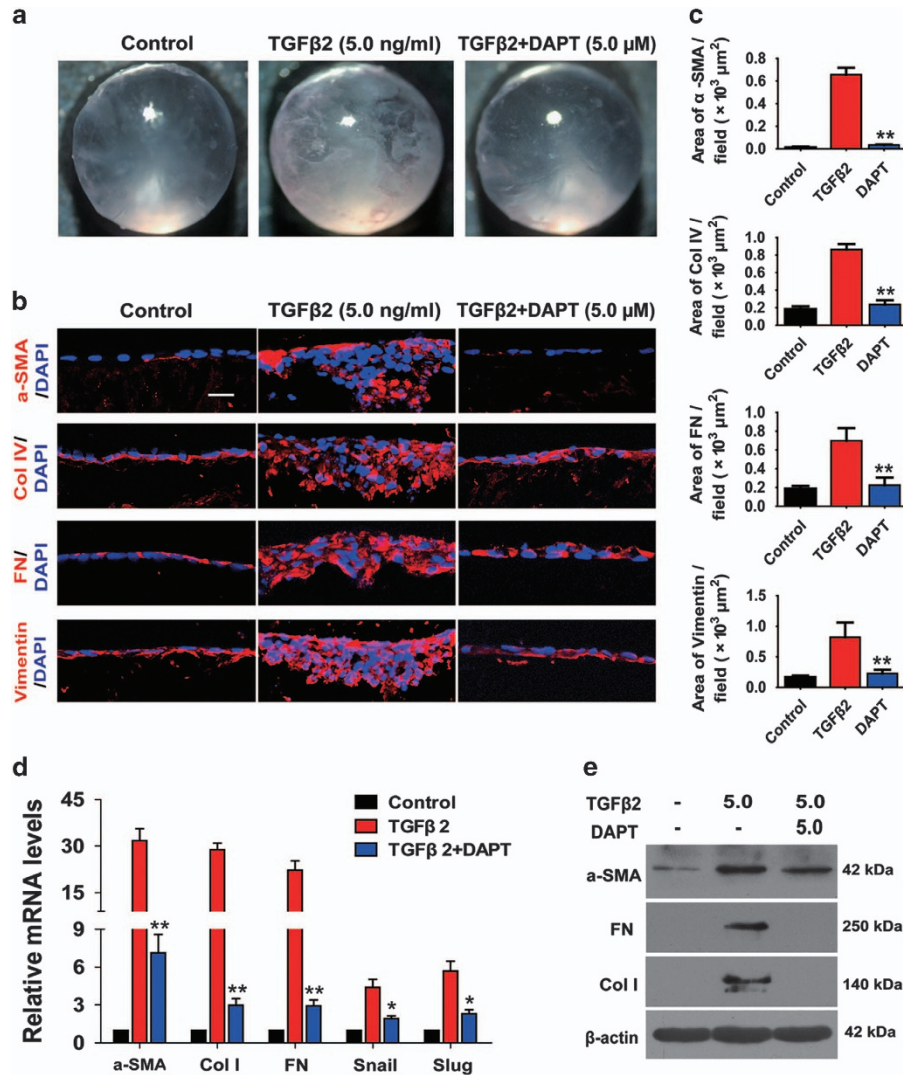 a
Control TGFβ2 (5.0 ng/ml) TGFβ2+DAPT (5.0 µM)
b
Control TGFβ2 (5.0 ng/ml) TGFβ2+DAPT (5.0 µM)
a-SMA
/DAPI
Col IV/
DAPI
FN/
DAPI
Vimentin
/DAPI
c
Area of α -SMA /
field ( × 10³ µm²)
0.8
0.6
0.4
0.2
0.0
**
Control TGFβ2 DAPT
Area of Col IV /
field ( × 10³ µm²)
1.0
0.8
0.6
0.4
0.2
0.0
**
Control TGFβ2 DAPT
Area of FN /
field ( × 10³ µm²)
1.0
0.8
0.6
0.4
0.2
0.0
**
Control TGFβ2 DAPT
Area of Vimentin /
field ( × 10³ µm²)
1.5
1.0
0.5
0.0
**
Control TGFβ2 DAPT
d
Relative mRNA levels
45
30
15
9
6
3
0
Control
TGFβ 2
TGFβ 2+DAPT
** ** ** * *
a-SMA Col I FN Snail Slug
e
TGFβ2 - 5.0 5.0
DAPT - - 5.0
a-SMA 42 kDa
FN 250 kDa
Col I 140 kDa
β-actin 42 kDa